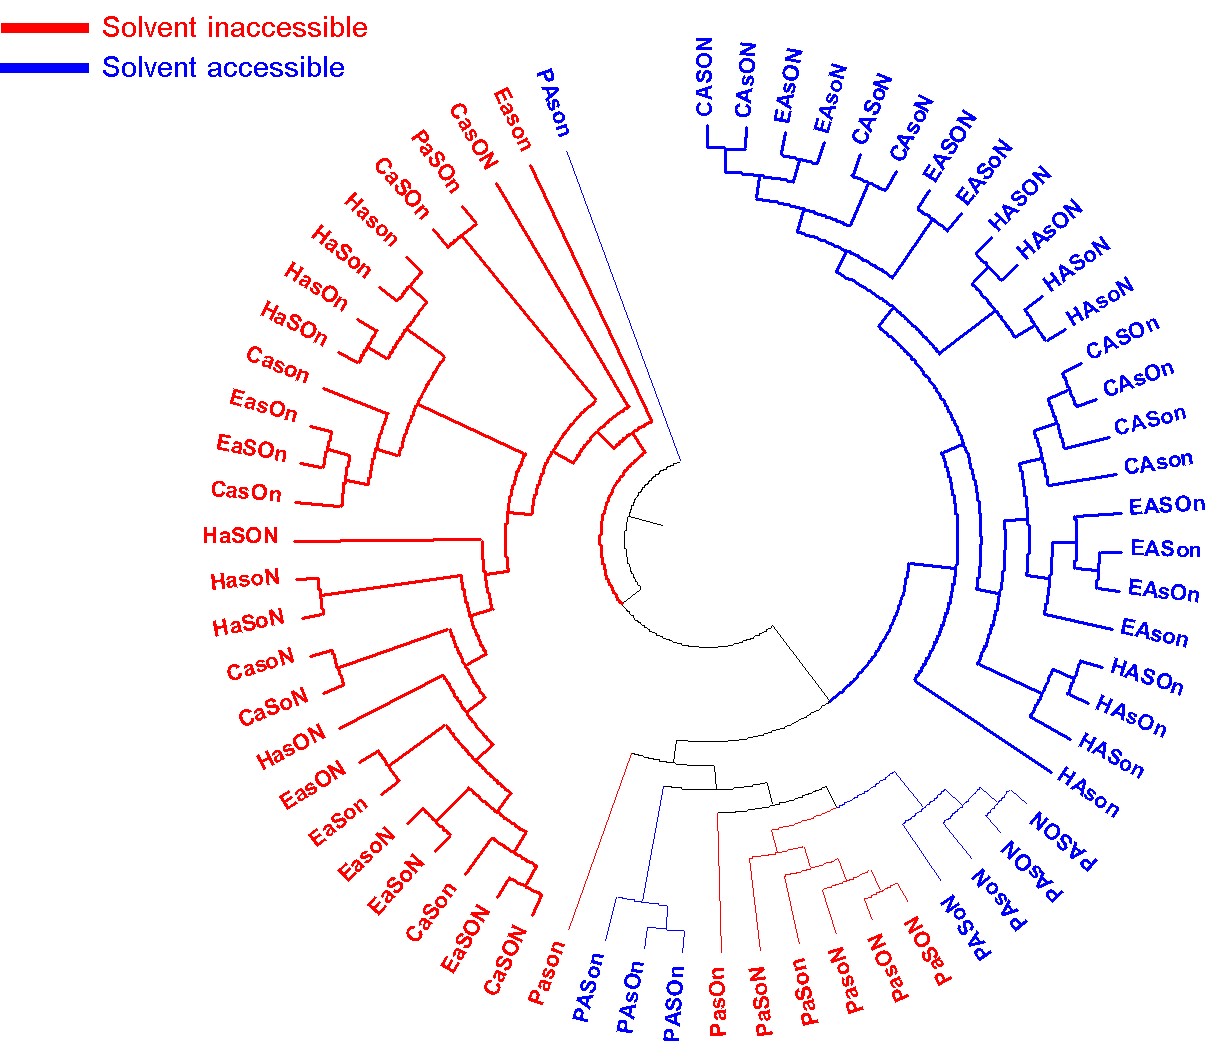 Solvent inaccessible
Solvent accessible
CASON
CAsON
EAsON
EAsoN
CASoN
CAsoN
EASON
EASoN
HASON
HAsON
HASoN
HAsoN
CASOn
CAsOn
CASon
CAson
EASOn
EASon
EAsOn
EAson
HASOn
HAsOn
HASon
HAson
PASON
PAsON
PAsoN
PASoN
PaSON
PasON
PasoN
PaSon
PaSoN
PasOn
PASOn
PAsOn
PASon
Pason
CaSON
EaSON
CaSon
EaSoN
EasoN
EaSon
EasON
HasON
CaSoN
CasoN
HaSoN
HasoN
HaSON
CasOn
EaSOn
EasOn
Cason
HaSOn
HasOn
HaSon
Hason
CaSOn
PaSOn
CasON
Eason
PAson